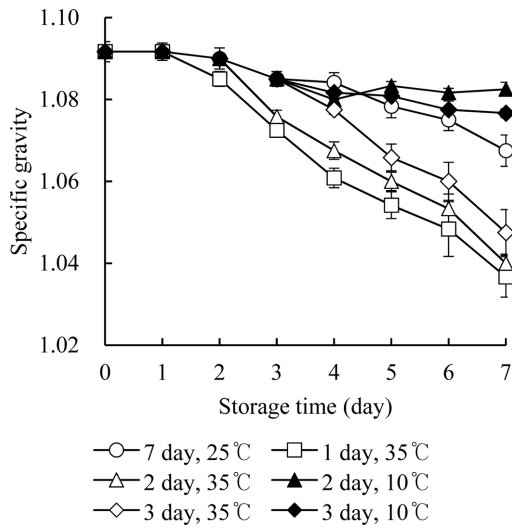 1.10
1.08
1.06
1.04
1.02
Specific gravity
0 1 2 3 4 5 6 7
Storage time (day)
7 day, 25℃ 1 day, 35℃
2 day, 35℃ 2 day, 10℃
3 day, 35℃ 3 day, 10℃